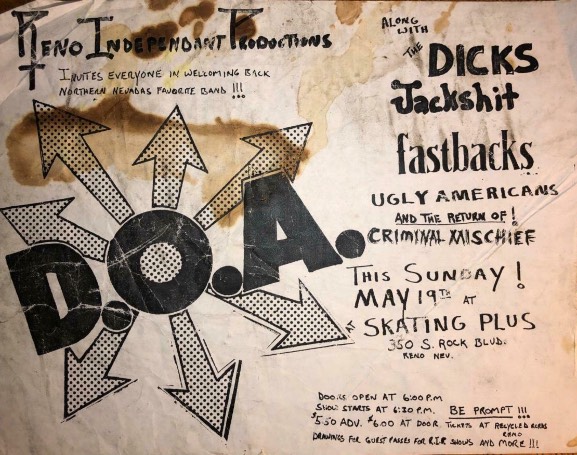 RENO INDEPENDANT PRODUCTIONS
INVITES EVERYONE IN WELCOMING BACK
NORTHERN NEVADAS FAVORITE BAND !!!
D.O.A.
ALONG
WITH
THE DICKS
Jackshit
fastbacks
UGLY AMERICANS
AND THE RETURN OF!
CRIMINAL MISCHIEF
THIS SUNDAY!
MAY 19TH AT
SKATING PLUS
350 S. ROCK BLVD.
RENO NEV.
DOORS OPEN AT 6:00 P.M
SHOW STARTS AT 6:30 P.M. BE PROMPT !!!
$5.50 ADV. $6.00 AT DOOR. TICKETS AT RECYCLED
RENO
DRAWINGS FOR GUEST PASSES FOR R.I.P. SHOWS AND MORE !!!